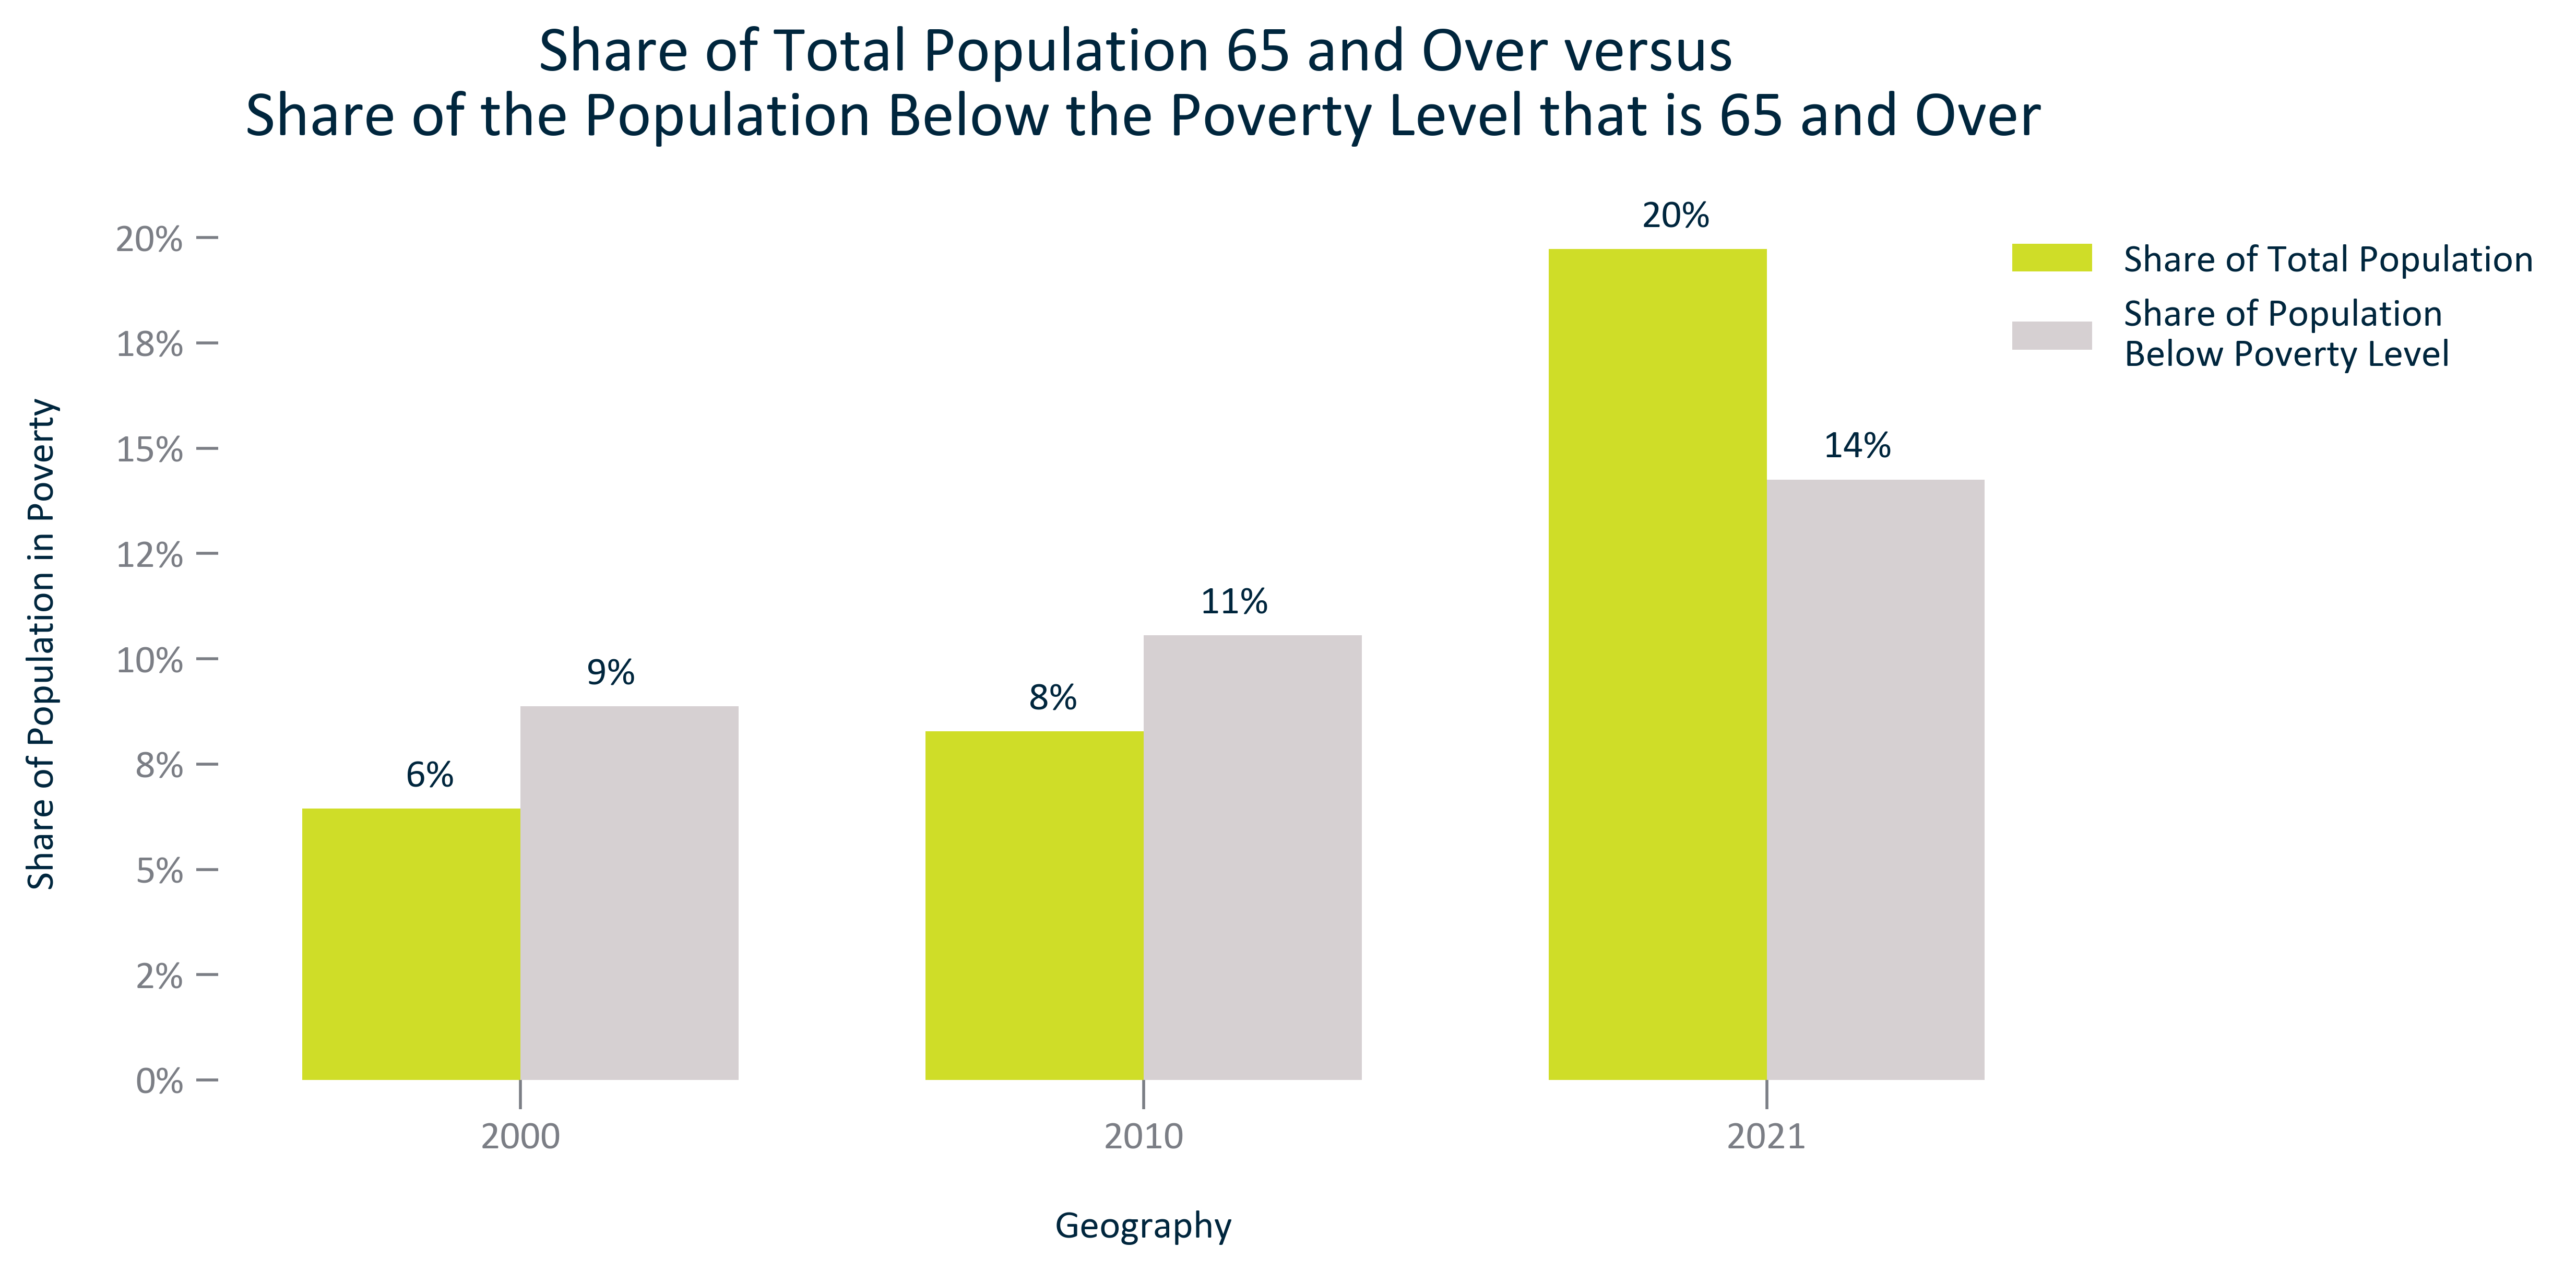 Share of Total Population 65 and Over versus
Share of the Population Below the Poverty Level that is 65 and Over
20%
18%
15%
12%
10%
8%
5%
2%
0%
Share of Population in Poverty
6%
9%
8%
11%
20%
14%
Share of Total Population
Share of Population
Below Poverty Level
2000
2010
2021
Geography